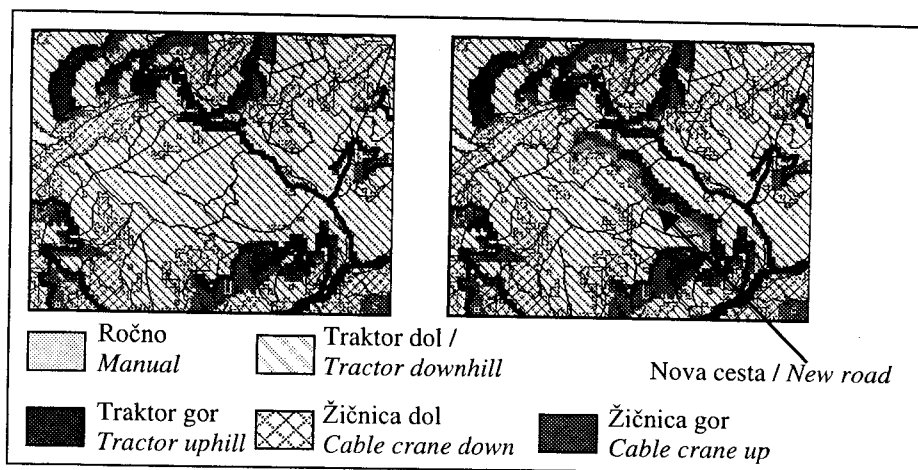 Ročno
Manual
Traktor dol /
Tractor downhill
Nova cesta / New road
Traktor gor
Tractor uphill
Žičnica dol
Cable crane down
Žičnica gor
Cable crane up